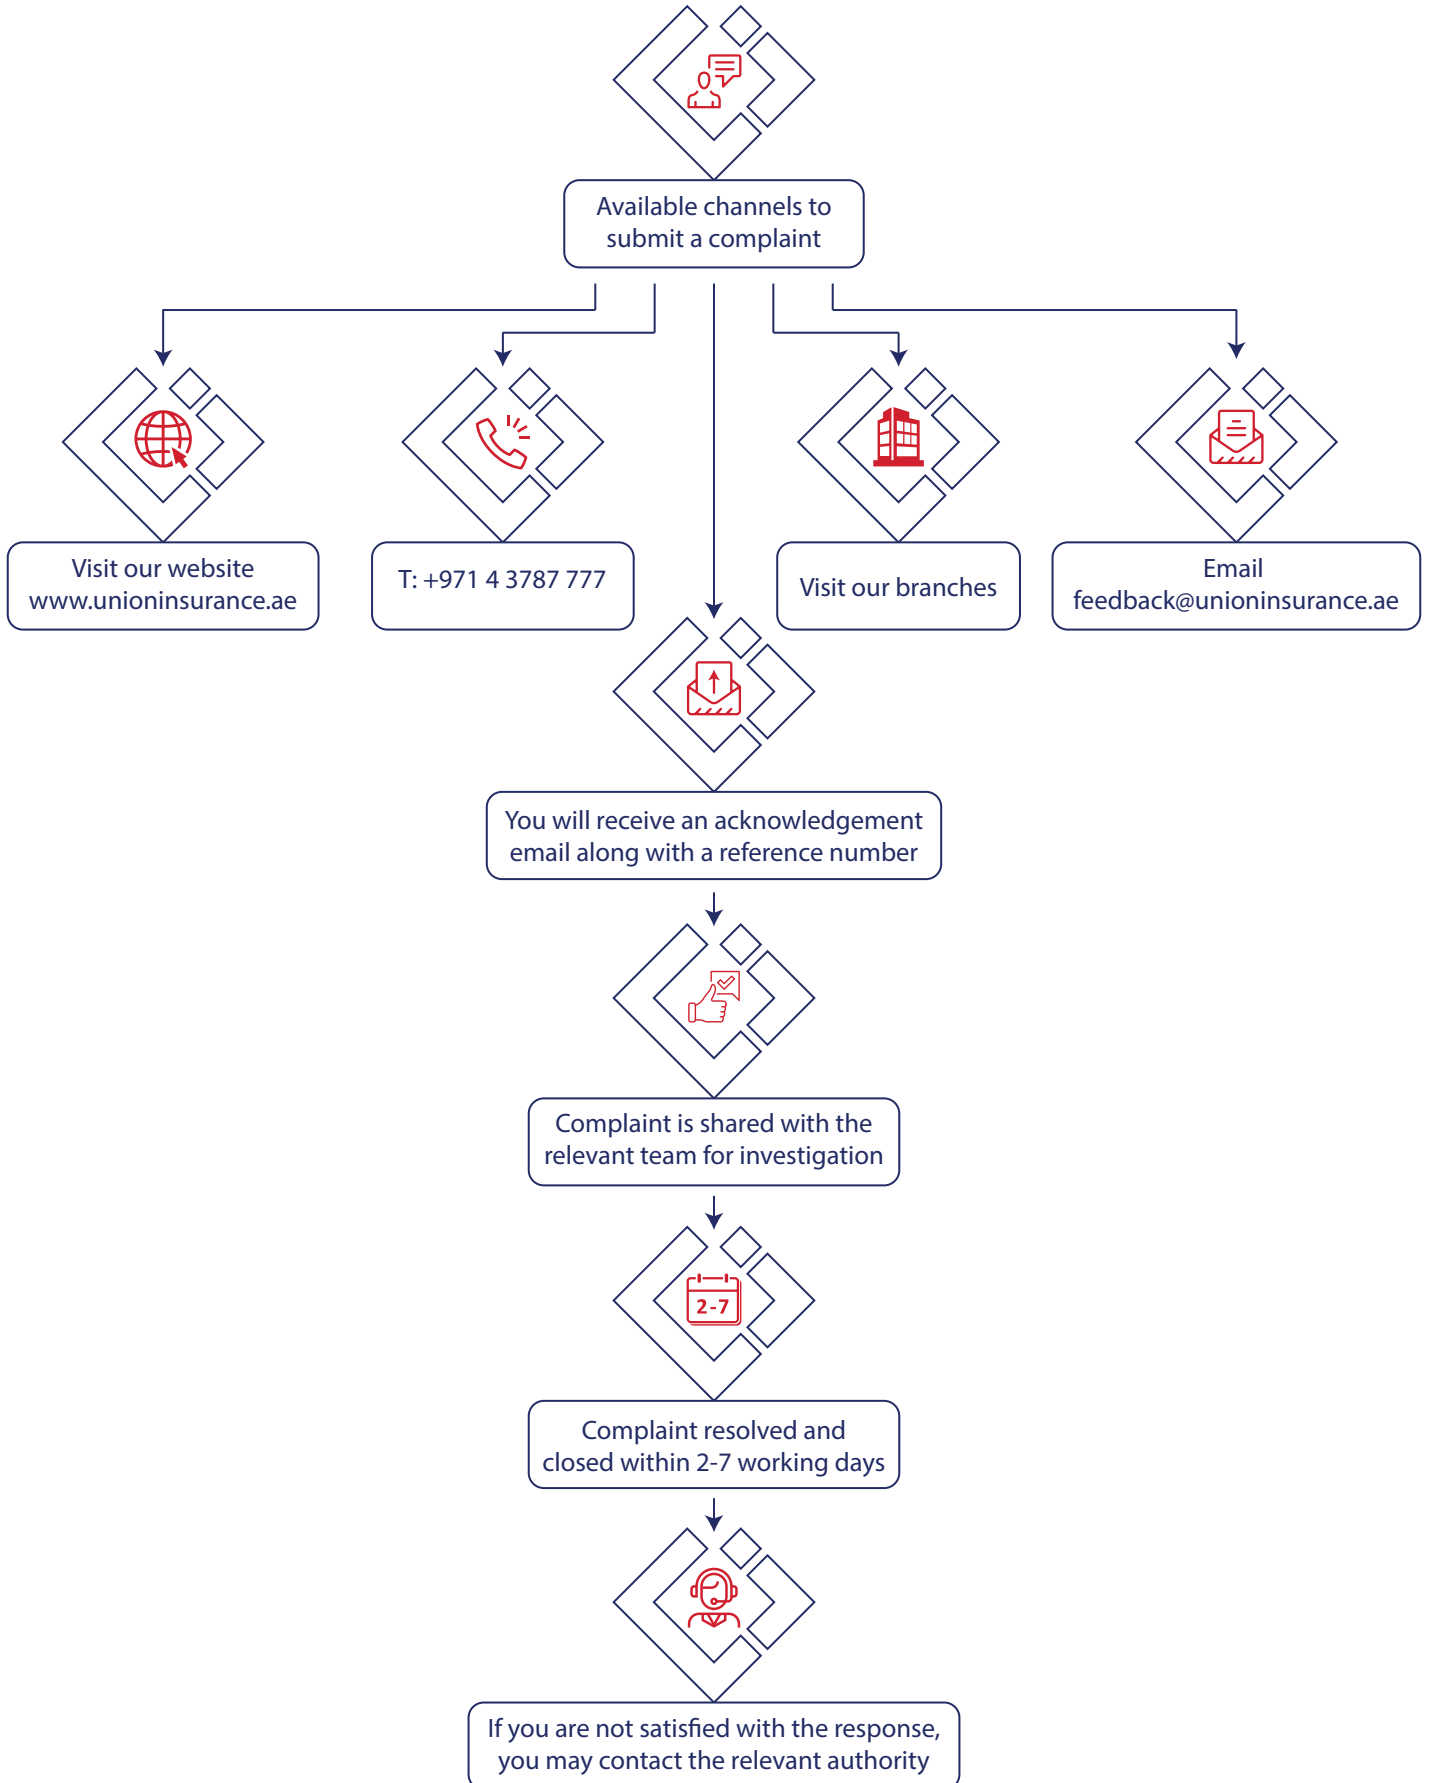 Available channels to
submit a complaint
Visit our website
www.unioninsurance.ae
T: +971 4 3787 777
Visit our branches
Email
feedback@unioninsurance.ae
You will receive an acknowledgement
email along with a reference number
Complaint is shared with the
relevant team for investigation
2-7
Complaint resolved and
closed within 2-7 working days
If you are not satisfied with the response,
you may contact the relevant authority